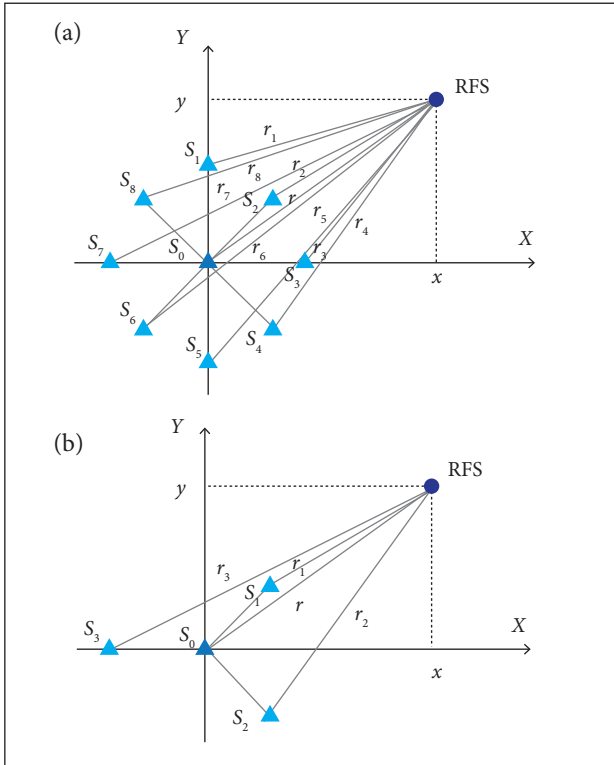 (a)
Y
RFS
y
r₁
S₁
r₂
S₈
r₈
r₇
S₂
r
r₅
r₄
S₇
S₀
r₆
r₃
X
S₃
x
S₆
S₄
S₅
(b)
Y
RFS
y
r₃
r₁
S₁
r
r₂
S₃
S₀
X
x
S₂